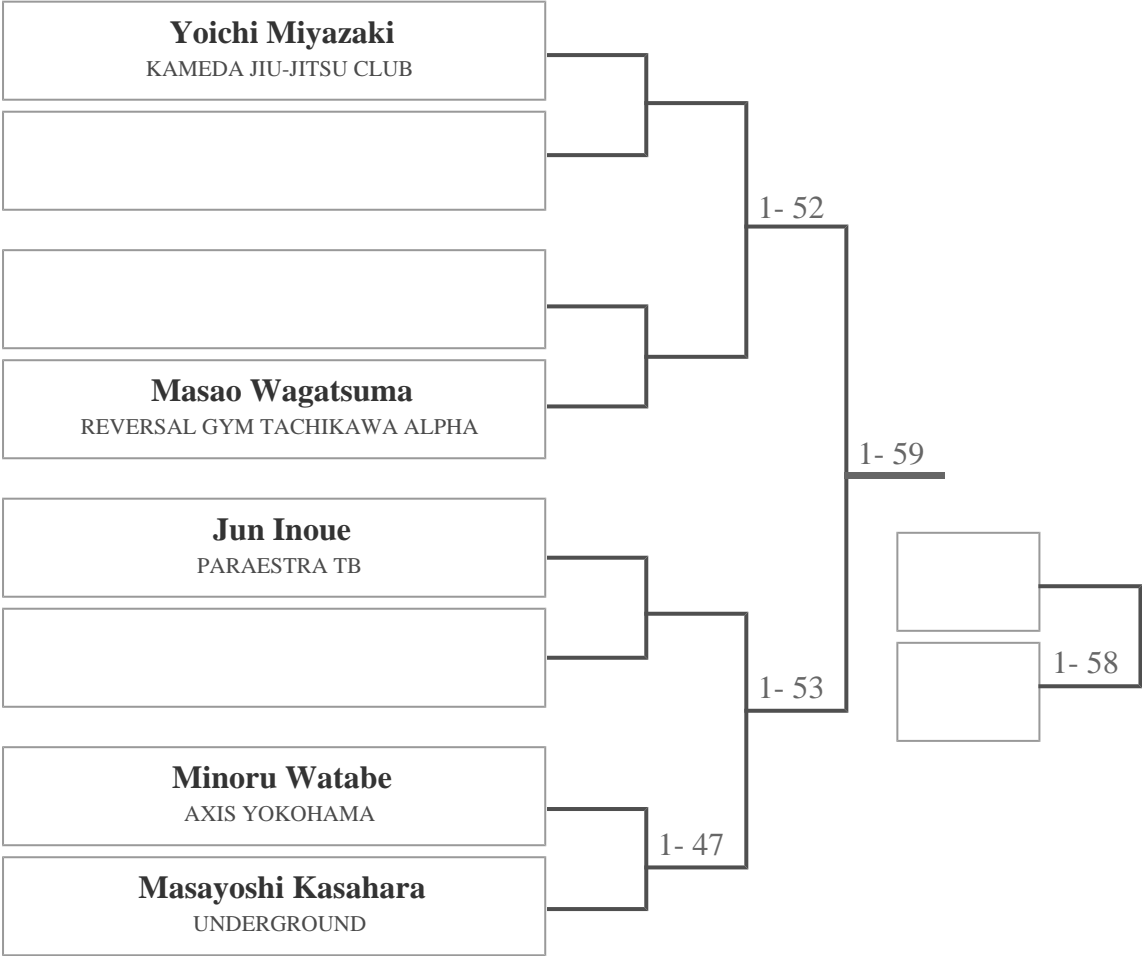 Yoichi Miyazaki
KAMEDA JIU-JITSU CLUB
1- 52
Masao Wagatsuma
REVERSAL GYM TACHIKAWA ALPHA
1- 59
Jun Inoue
PARAESTRA TB
1- 58
1- 53
Minoru Watabe
AXIS YOKOHAMA
1- 47
Masayoshi Kasahara
UNDERGROUND